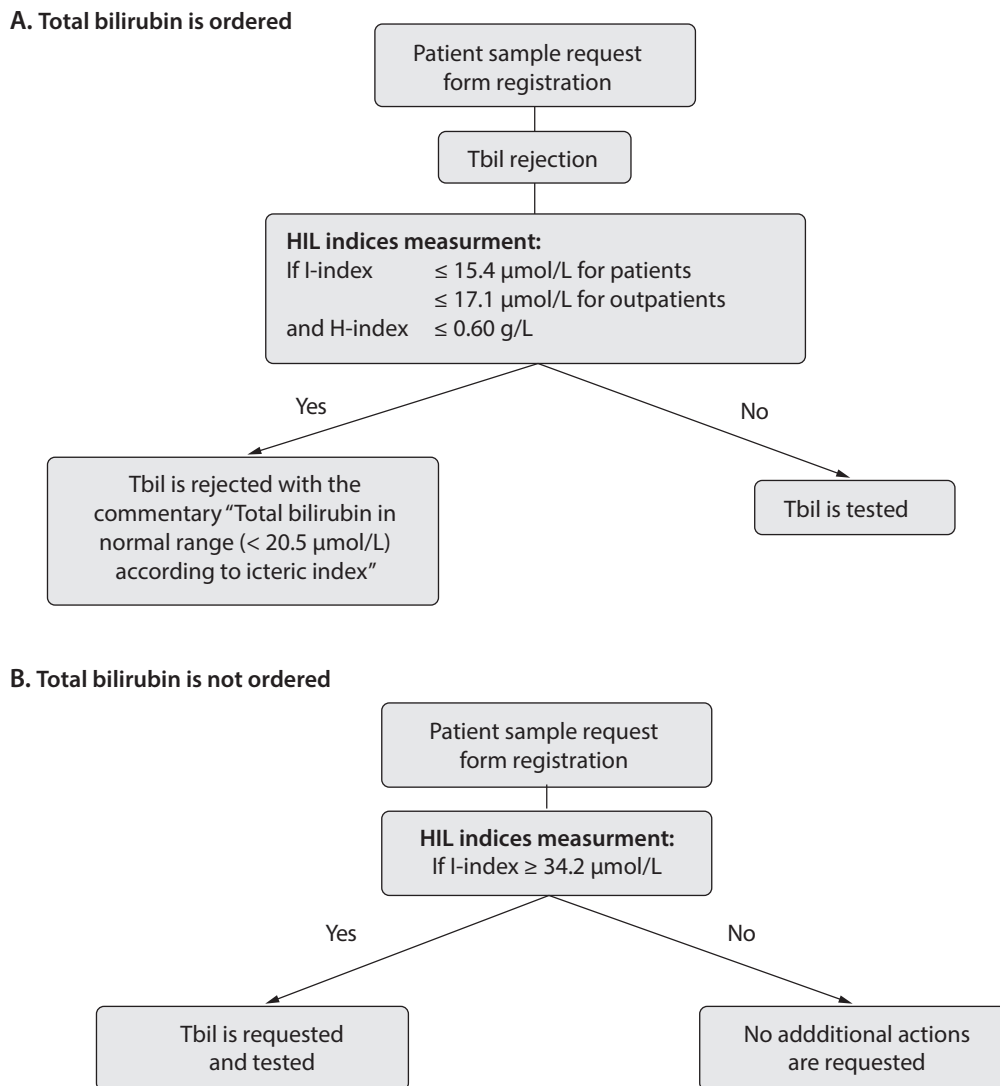 A. Total bilirubin is ordered
Patient sample request
form registration
Tbil rejection
HIL indices measurment:
If I-index ≤ 15.4 μmol/L for patients
≤ 17.1 μmol/L for outpatients
and H-index ≤ 0.60 g/L
Yes
No
Tbil is rejected with the
commentary “Total bilirubin in
normal range (< 20.5 μmol/L)
according to icteric index”
Tbil is tested
B. Total bilirubin is not ordered
Patient sample request
form registration
HIL indices measurment:
If I-index ≥ 34.2 μmol/L
Yes
No
Tbil is requested
and tested
No addditional actions
are requested